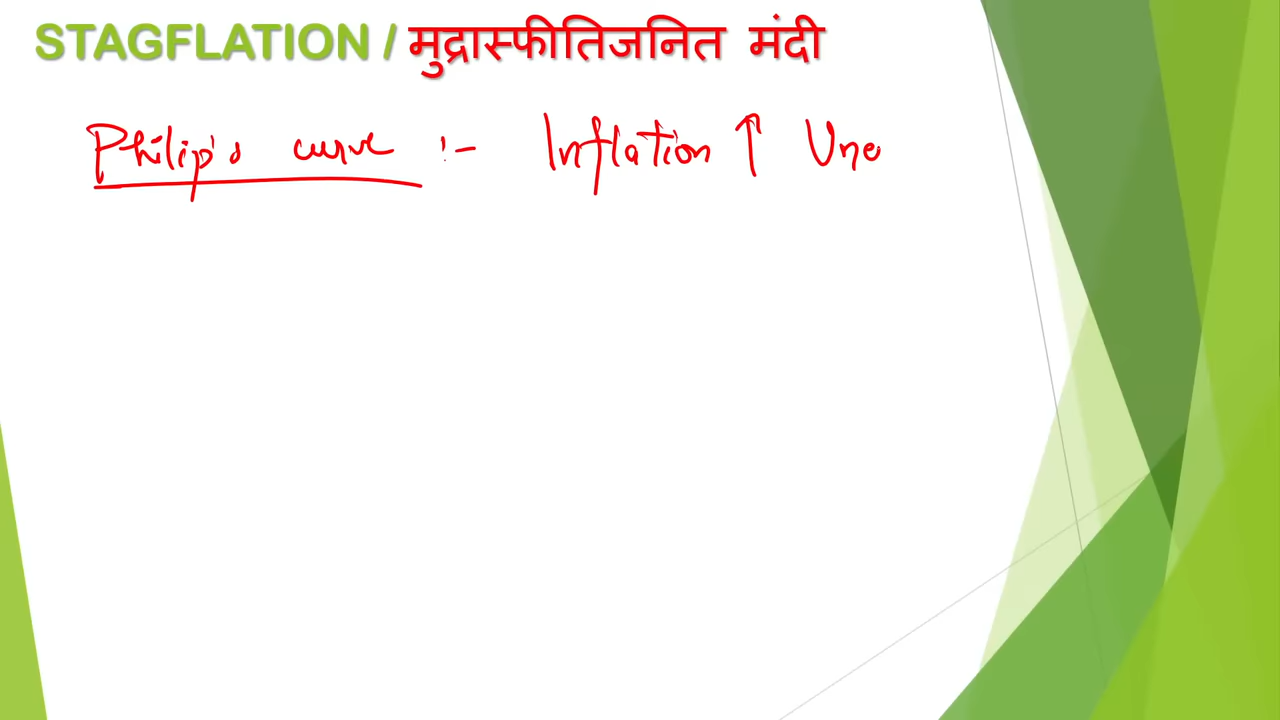 STAGFLATION / मुद्रास्फीतिजनित मंदी
Philip's curve :- Inflation ↑ Une